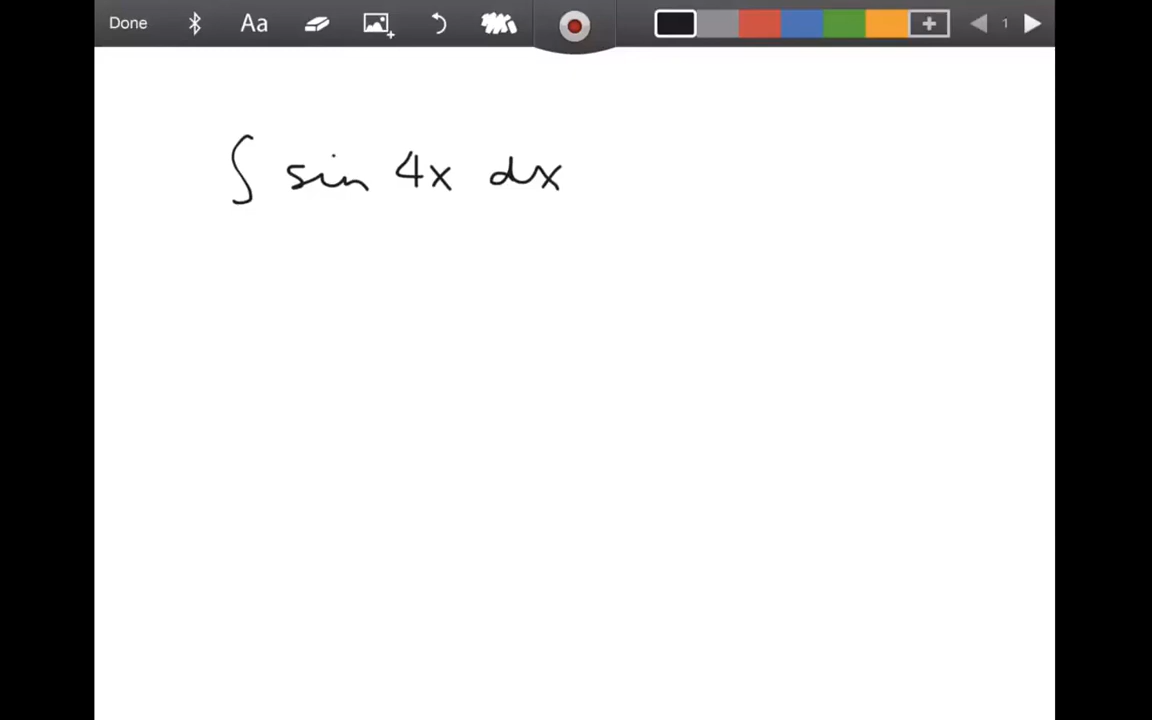 Done Aa 1
∫ sin 4x dx